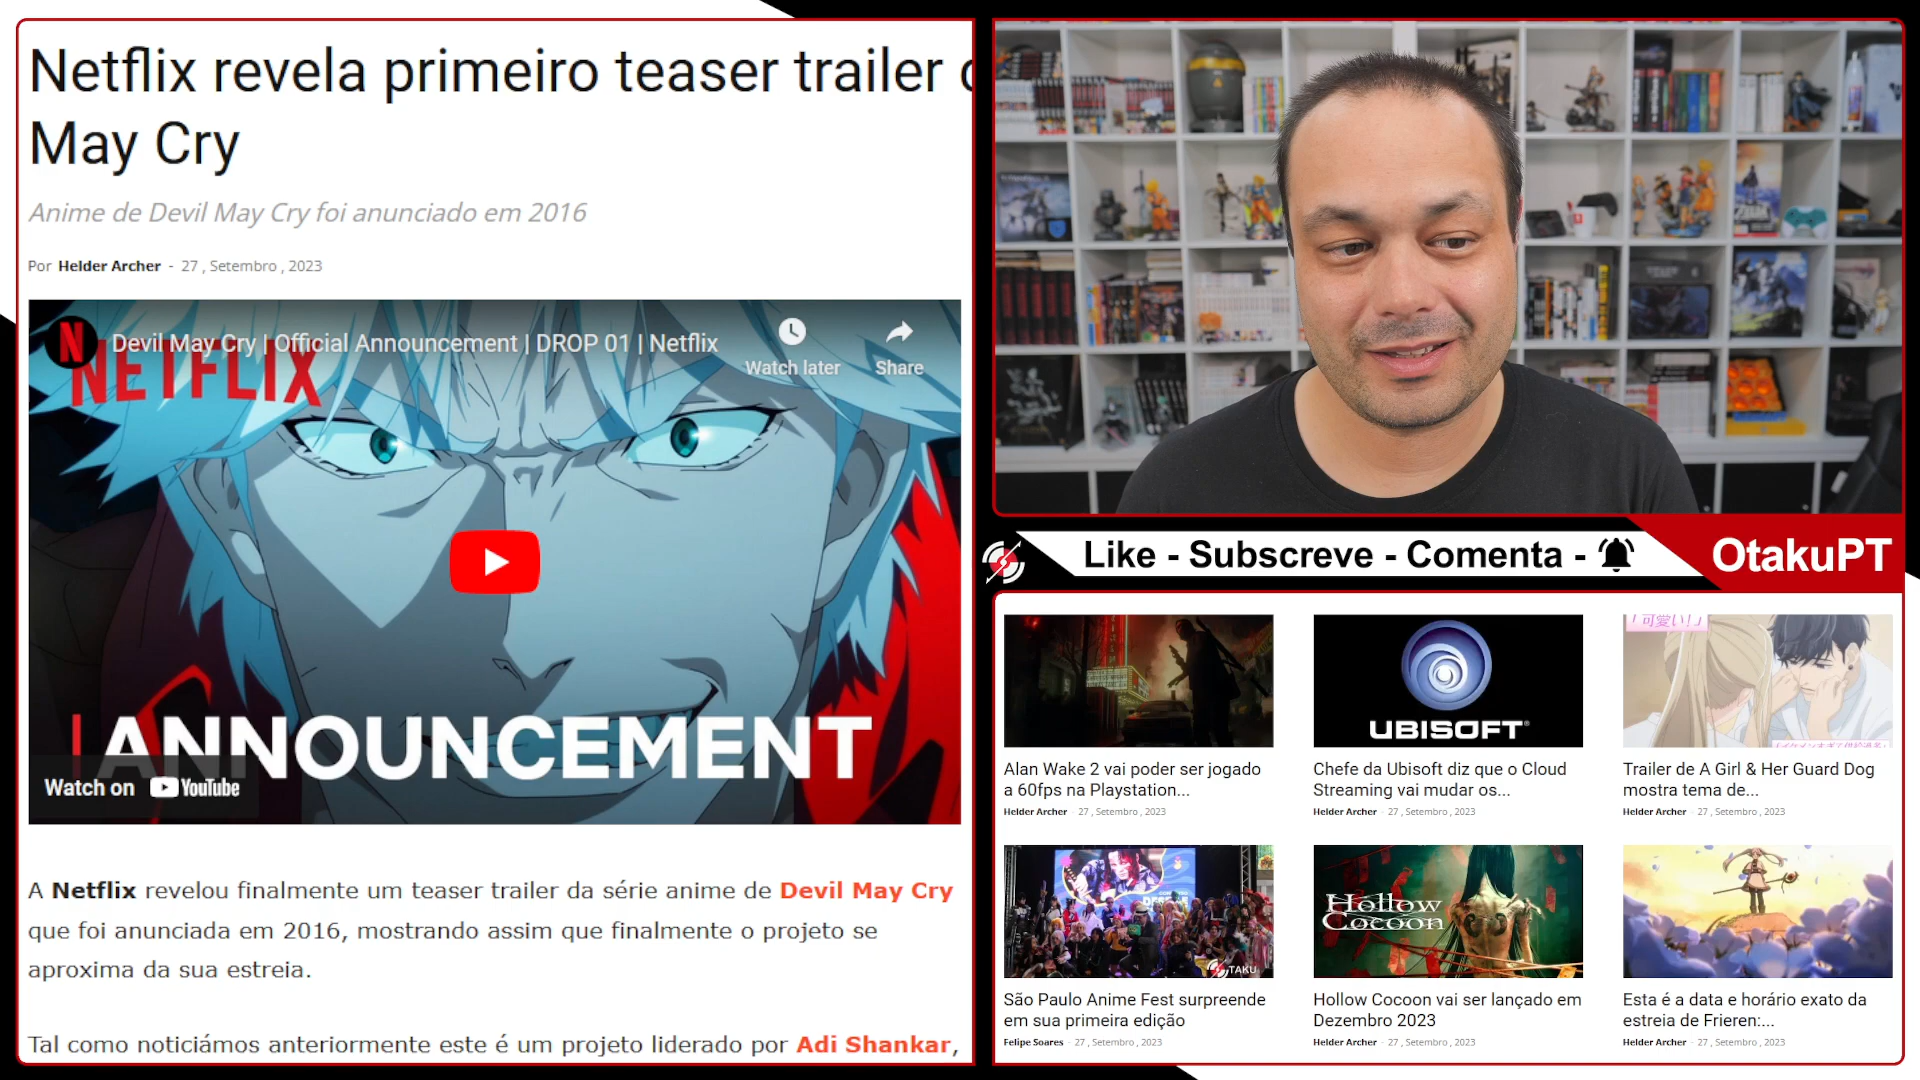 Netflix revela primeiro teaser trailer
May Cry
Anime de Devil May Cry foi anunciado em 2016
Por Helder Archer - 27 , Setembro , 2023
N
Devil May Cry | Official Announcement | DROP 01 | Netflix
Watch later
Share
NETFLIX
ANNOUNCEMENT
Watch on YouTube
A Netflix revelou finalmente um teaser trailer da série anime de Devil May Cry
que foi anunciada em 2016, mostrando assim que finalmente o projeto se
aproxima da sua estreia.
Tal como noticiámos anteriormente este é um projeto liderado por Adi Shankar,
Like - Subscreve - Comenta -
OtakuPT
UBISOFT
「可愛い!」
Alan Wake 2 vai poder ser jogado
a 60fps na Playstation...
Helder Archer - 27 , Setembro , 2023
Chefe da Ubisoft diz que o Cloud
Streaming vai mudar os...
Helder Archer - 27 , Setembro , 2023
Trailer de A Girl & Her Guard Dog
mostra tema de...
Helder Archer - 27 , Setembro , 2023
TAKU
Hollow
Cocoon
São Paulo Anime Fest surpreende
em sua primeira edição
Felipe Soares - 27 , Setembro , 2023
Hollow Cocoon vai ser lançado em
Dezembro 2023
Helder Archer - 27 , Setembro , 2023
Esta é a data e horário exato da
estreia de Frieren:...
Helder Archer - 27 , Setembro , 2023